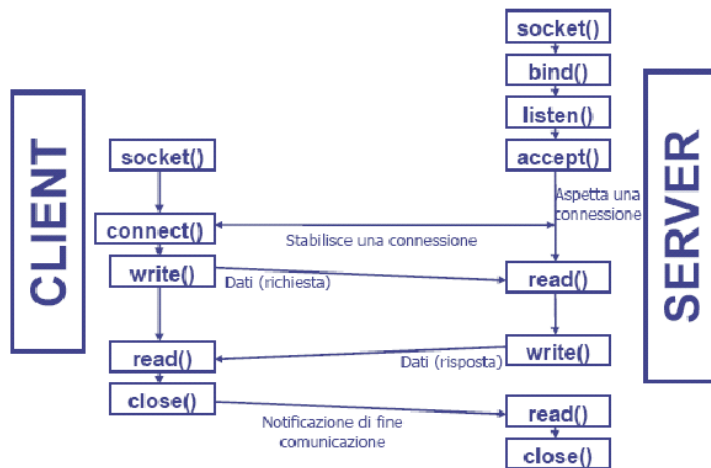 socket()
bind()
listen()
accept()
CLIENT
SERVER
socket()
Aspetta una
connessione
connect()
Stabilisce una connessione
write()
Dati (richiesta)
read()
read()
Dati (risposta)
write()
close()
Notificazione di fine
comunicazione
read()
close()